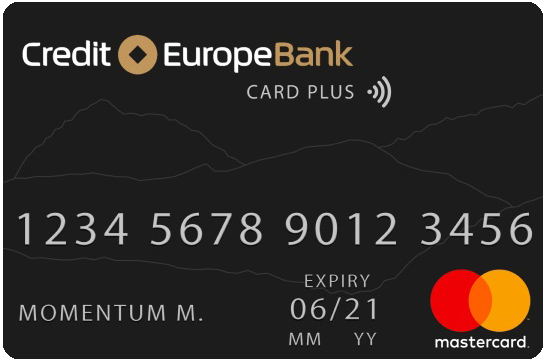 Credit EuropeBank
CARD PLUS
1234 5678 9012 3456
EXPIRY
MOMENTUM M. 06/21
MM YY
mastercard.